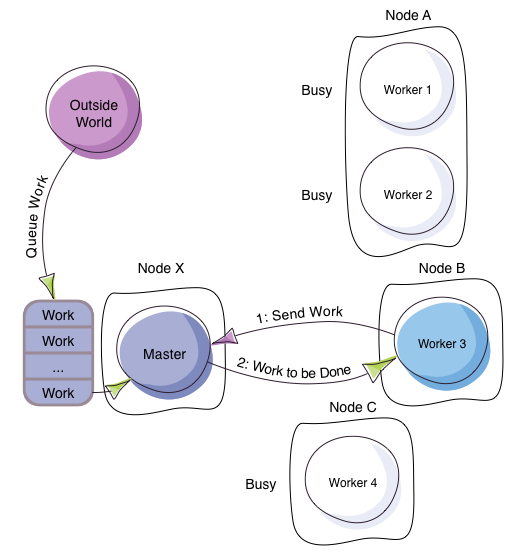 Node A
Busy
Worker 1
Outside
World
Busy
Worker 2
Queue Work
Node X
Node B
Work
Work
...
Work
Master
1: Send Work
2: Work to be Done
Worker 3
Node C
Busy
Worker 4